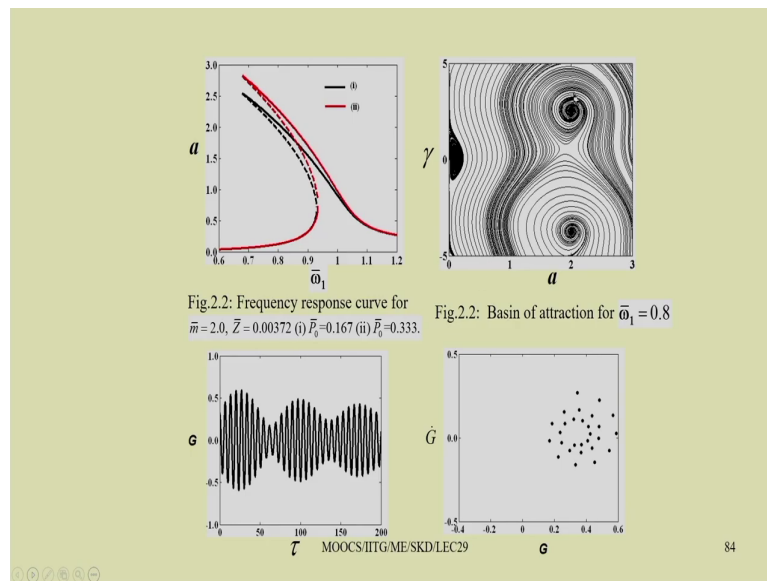 3.0
2.5
2.0
1.5
1.0
0.5
0.0
a
(i)
(ii)
0.6 0.7 0.8 0.9 1 1.1 1.2
ω̅₁
5
γ
0
-5
0 1 2 3
a
Fig.2.2: Frequency response curve for
m̅ = 2.0, Z̅ = 0.00372 (i) P̅₀=0.167 (ii) P̅₀=0.333.
Fig.2.2: Basin of attraction for ω̅₁ = 0.8
1.0
0.5
G 0.0
-0.5
-1.0
0 50 100 150 200
τ
0.5
Ġ 0.0
-0.5
-0.4 -0.2 0 0.2 0.4 0.6
G
MOOCS/IITG/ME/SKD/LEC29
84